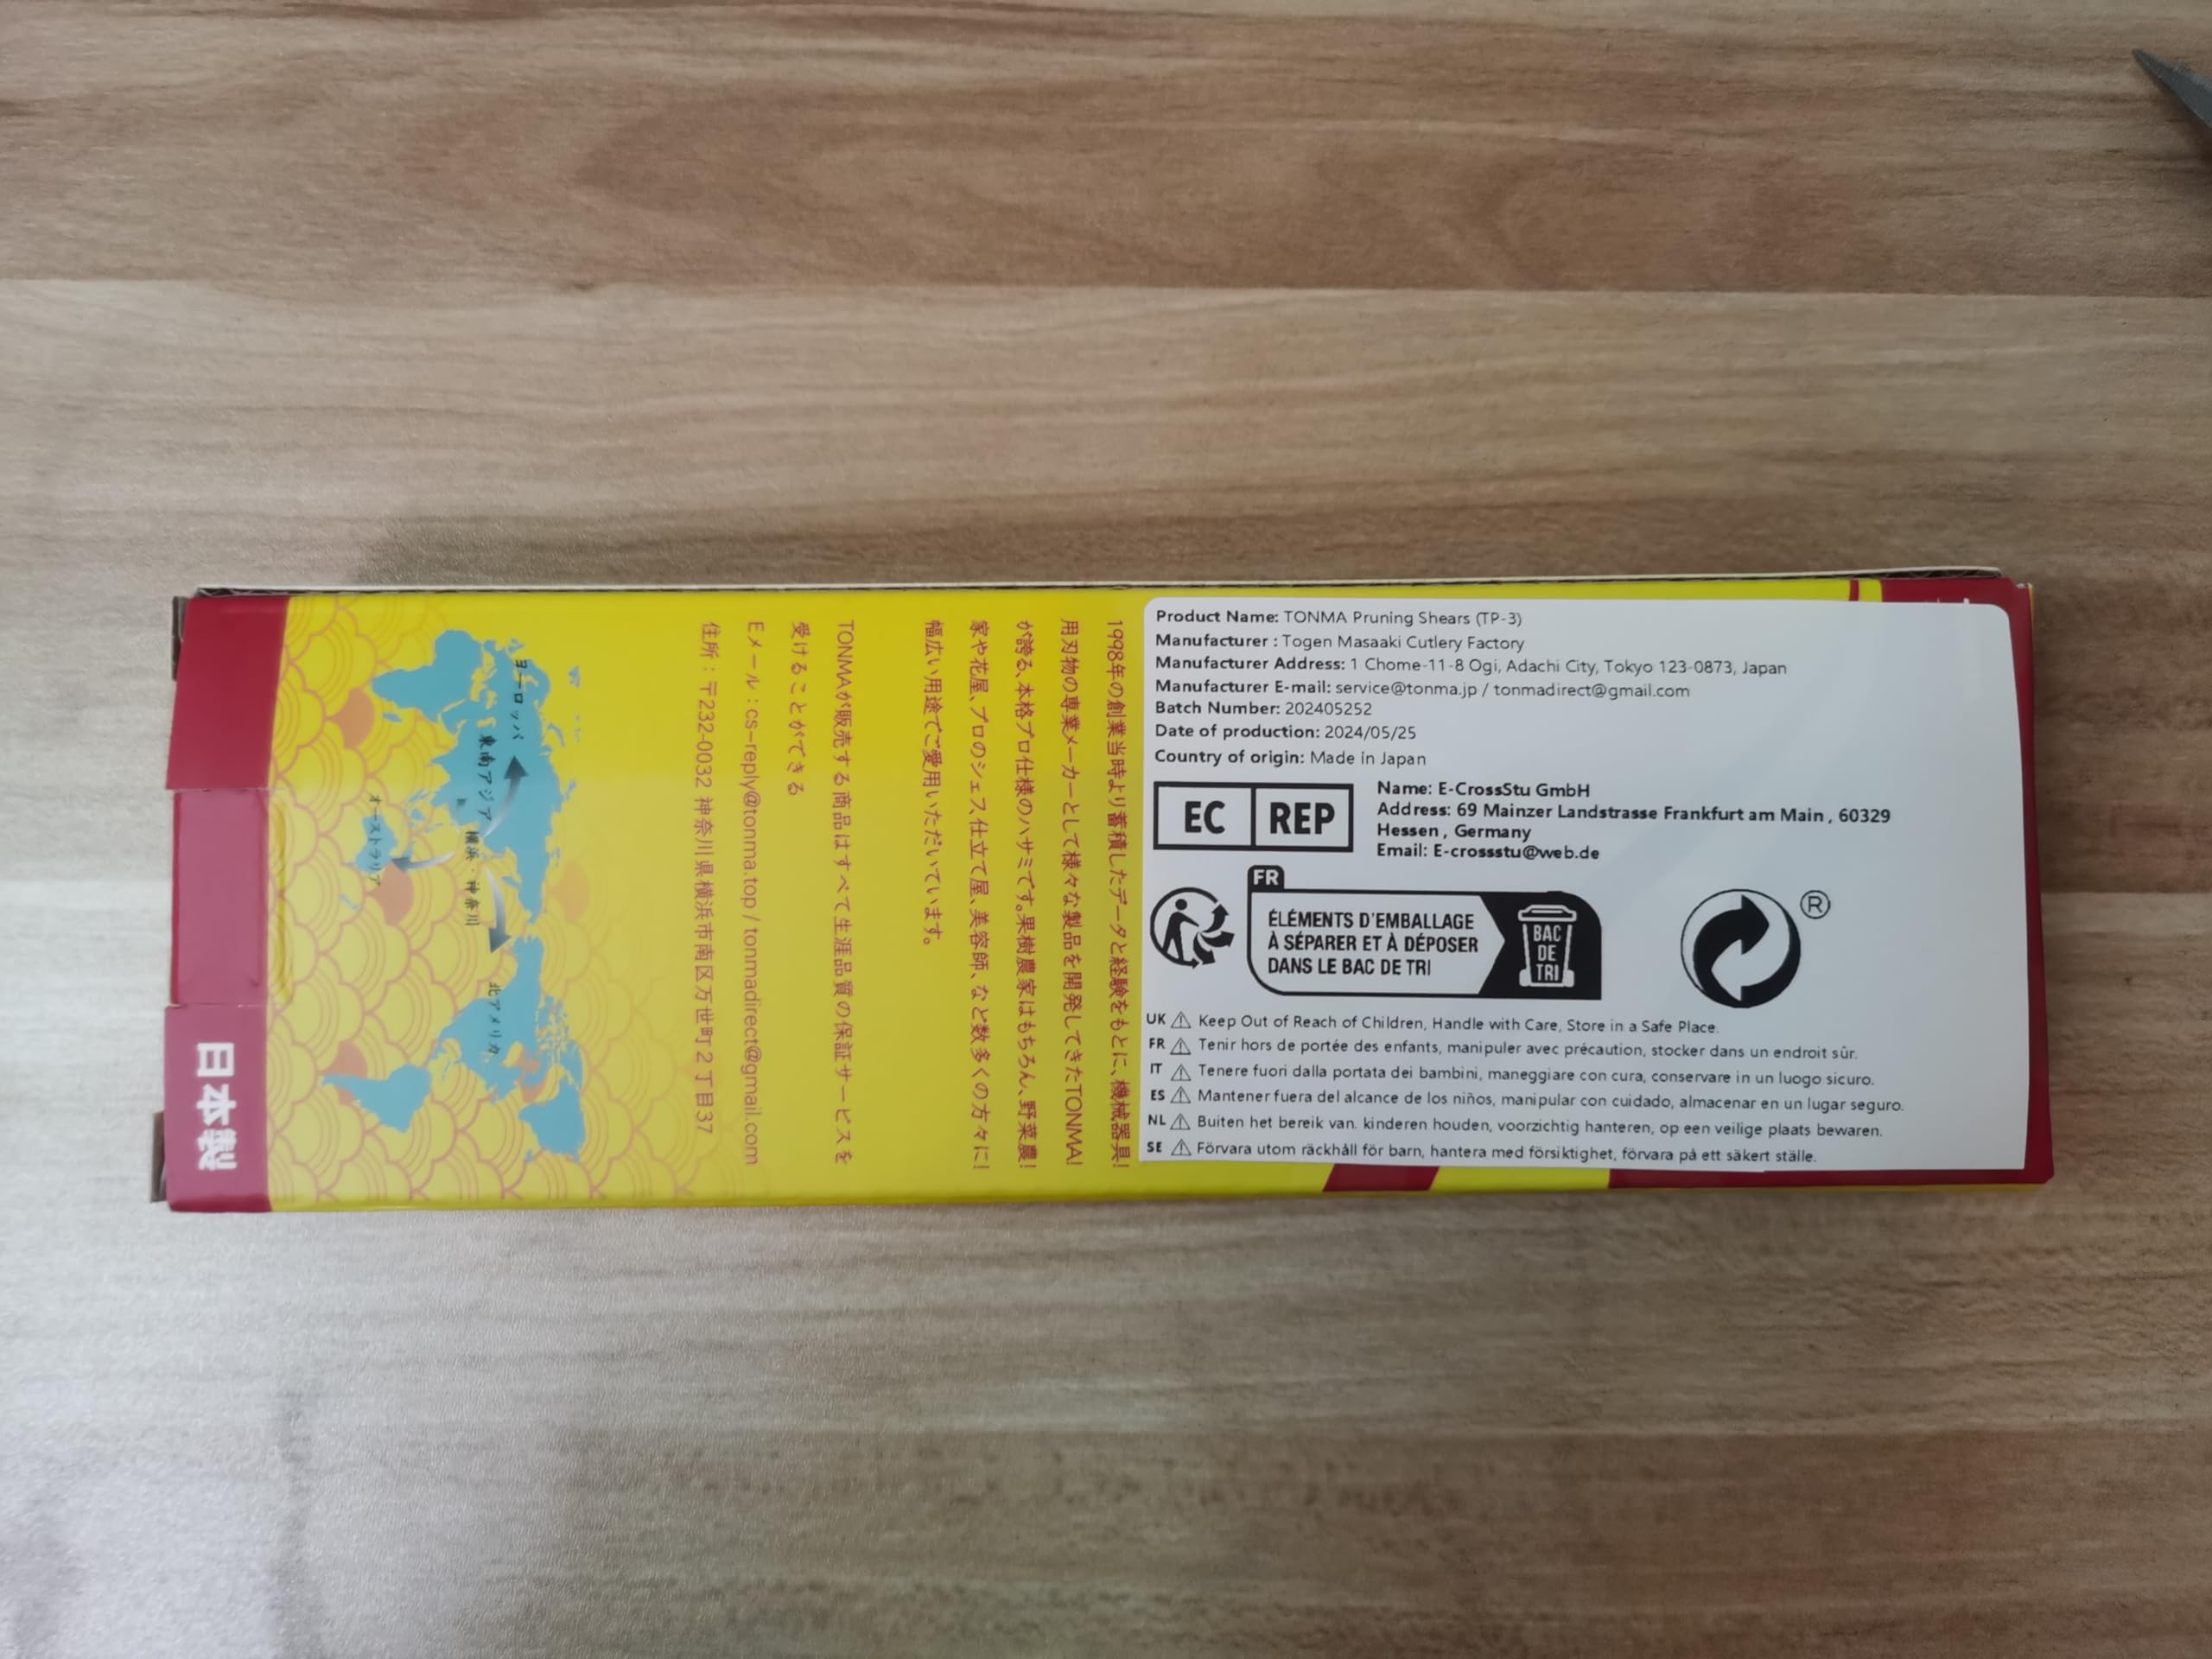 Product Name: TONMA Pruning Shears (TP-3)
Manufacturer : Togen Masaaki Cutlery Factory
Manufacturer Address: 1 Chome-11-8 Ogi, Adachi City, Tokyo 123-0873, Japan
Manufacturer E-mail: service@tonma.jp / tonmadirect@gmail.com
Batch Number: 202405252
Date of production: 2024/05/25
Country of origin: Made in Japan
EC REP
Name: E-CrossStu GmbH
Address: 69 Mainzer Landstrasse Frankfurt am Main , 60329
Hessen , Germany
Email: E-crossstu@web.de
FR
ÉLÉMENTS D'EMBALLAGE
À SÉPARER ET À DÉPOSER
DANS LE BAC DE TRI
BAC
DE
TRI
®
UK ⚠ Keep Out of Reach of Children, Handle with Care, Store in a Safe Place.
FR ⚠ Tenir hors de portée des enfants, manipuler avec précaution, stocker dans un endroit sûr.
IT ⚠ Tenere fuori dalla portata dei bambini, maneggiare con cura, conservare in un luogo sicuro.
ES ⚠ Mantener fuera del alcance de los niños, manipular con cuidado, almacenar en un lugar seguro.
NL ⚠ Buiten het bereik van. kinderen houden, voorzichtig hanteren, op een veilige plaats bewaren.
SE ⚠ Förvara utom räckhåll för barn, hantera med försiktighet, förvara på ett säkert ställe.
1998年の創業当時より蓄積したデータと経験をもとに、機械器具!
用刃物の専業メーカーとして様々な製品を開発してきたTONMA!
が誇る、本格プロ仕様のハサミです。果樹農家はもちろん、野菜農!
家や花屋、プロのシェス仕立て屋、美容師、など数多くの方々に!
幅広い用途でご愛用いただいています。
TONMAが販売する商品はすべて生涯品質の保証サービスを
受けることができる
Eメール：cs-reply@tonma.top / tonmadirect@gmail.com
住所：〒232-0032 神奈川県横浜市南区万世町２丁目37
ヨーロッパ
東南アジア
横浜・神奈川
オーストラリア
北アメリカ
日本製